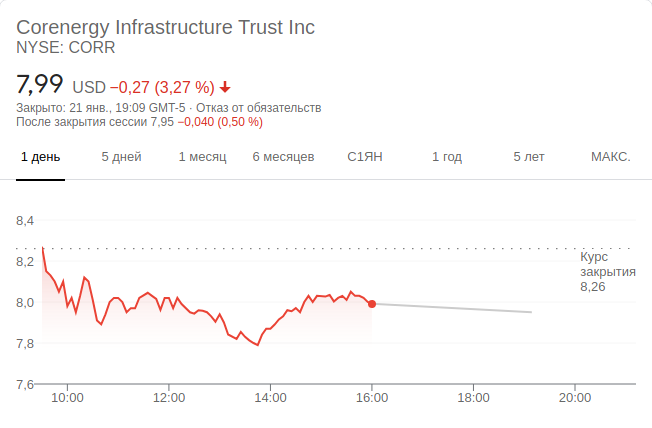 Corenergy Infrastructure Trust Inc
NYSE: CORR
7,99 USD −0,27 (3,27 %)
Закрыто: 21 янв., 19:09 GMT-5 · Отказ от обязательств
После закрытия сессии 7,95 −0,040 (0,50 %)
1 день 5 дней 1 месяц 6 месяцев С1ЯН 1 год 5 лет МАКС.
8,4
Курс
закрытия
8,26
8,2
8,0
7,8
7,6
10:00 12:00 14:00 16:00 18:00 20:00